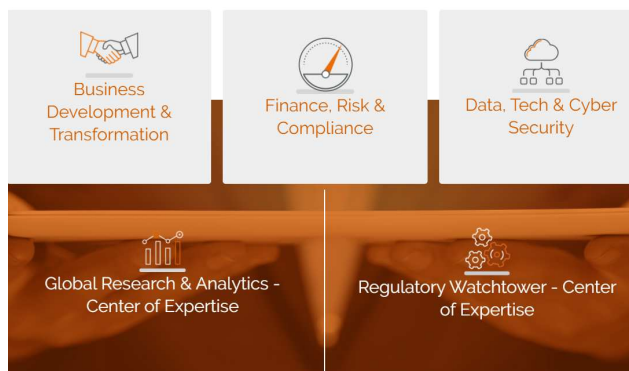 Business
Development &
Transformation
Finance, Risk &
Compliance
Data, Tech & Cyber
Security
Global Research & Analytics -
Center of Expertise
Regulatory Watchtower - Center
of Expertise